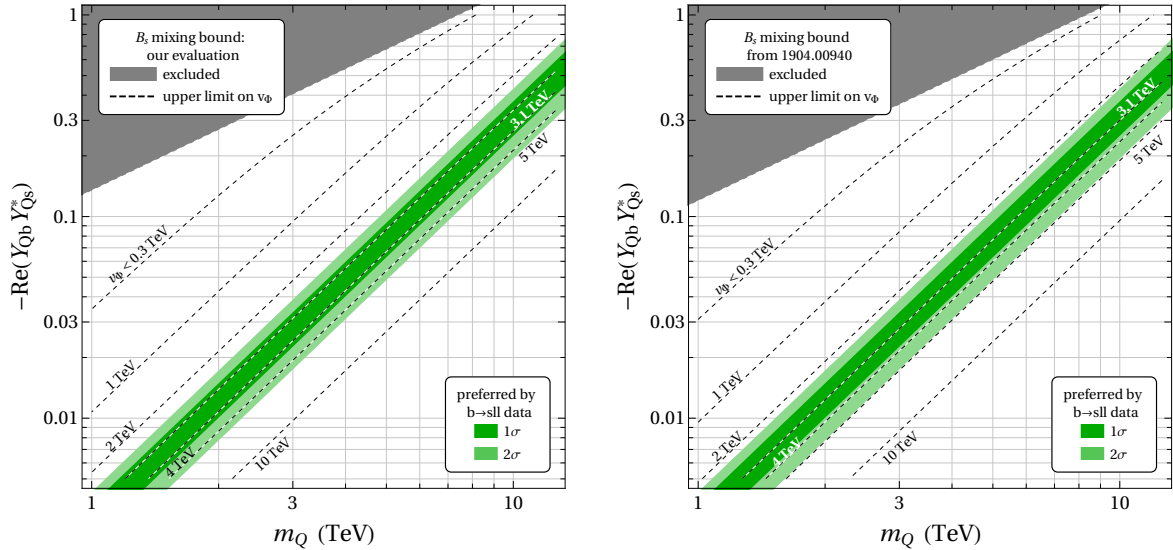 B_s mixing bound:
our evaluation
excluded
upper limit on v_Φ
1
0.3
0.1
0.03
0.01
−Re(Y_Qb Y*_Qs)
v_Φ < 0.3 TeV
1 TeV
2 TeV
3.1 TeV
4 TeV
5 TeV
10 TeV
preferred by
b→sll data
1σ
2σ
1
3
10
m_Q (TeV)
B_s mixing bound
from 1904.00940
excluded
upper limit on v_Φ
1
0.3
0.1
0.03
0.01
−Re(Y_Qb Y*_Qs)
v_Φ < 0.3 TeV
1 TeV
2 TeV
3.1 TeV
4 TeV
5 TeV
10 TeV
preferred by
b→sll data
1σ
2σ
1
3
10
m_Q (TeV)